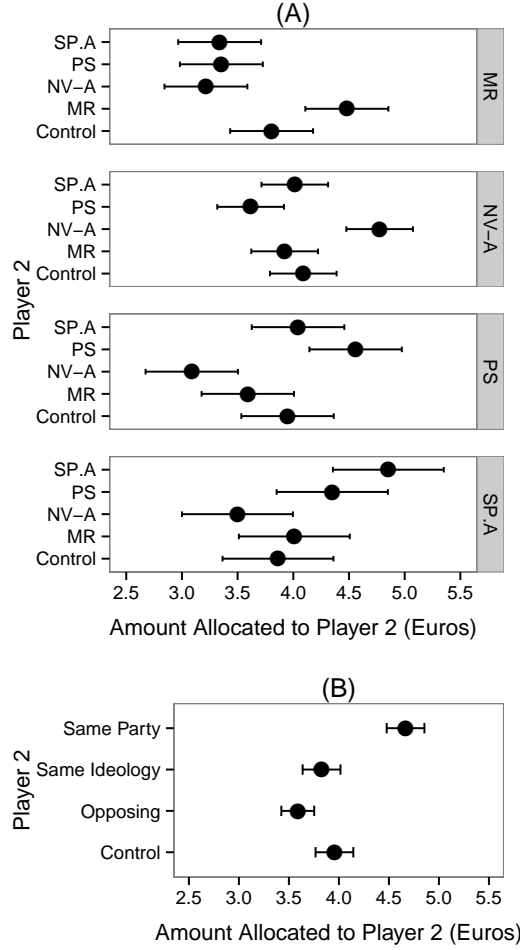 (A)
SP.A
PS
NV−A
MR
Control
MR
SP.A
PS
NV−A
MR
Control
NV−A
SP.A
PS
NV−A
MR
Control
PS
SP.A
PS
NV−A
MR
Control
SP.A
Player 2
2.5 3.0 3.5 4.0 4.5 5.0 5.5
Amount Allocated to Player 2 (Euros)
(B)
Same Party
Same Ideology
Opposing
Control
Player 2
2.5 3.0 3.5 4.0 4.5 5.0 5.5
Amount Allocated to Player 2 (Euros)